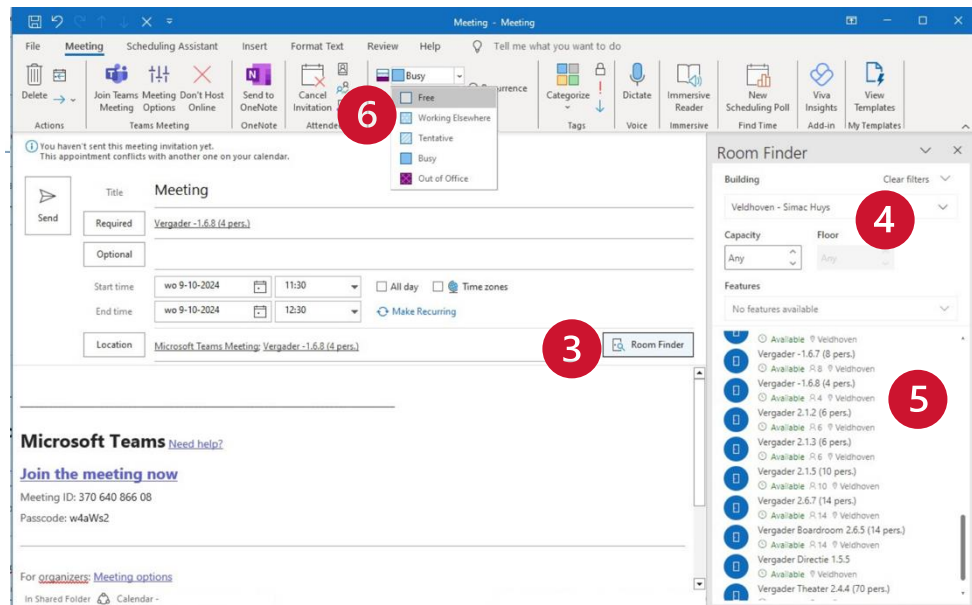 Meeting - Meeting
File Meeting Scheduling Assistant Insert Format Text Review Help Tell me what you want to do
Delete
Join Teams Meeting
Meeting Options
Don't Host Online
Send to OneNote
Cancel Invitation
Busy
Categorize
Dictate
Immersive Reader
New Scheduling Poll
Viva Insights
View Templates
Actions Teams Meeting OneNote Tags Voice Immersive Find Time Add-in My Templates
Free
Working Elsewhere
Tentative
Busy
Out of Office
6
You haven't sent this meeting invitation yet.
This appointment conflicts with another one on your calendar.
Send
Title Meeting
Required Vergader -1.6.8 (4 pers.)
Optional
Start time wo 9-10-2024 11:30 All day Time zones
End time wo 9-10-2024 12:30 Make Recurring
Location Microsoft Teams Meeting; Vergader -1.6.8 (4 pers.) 3 Room Finder
Microsoft Teams Need help?
Join the meeting now
Meeting ID: 370 640 866 08
Passcode: w4aWs2
For organizers: Meeting options
In Shared Folder Calendar -
Room Finder
Building Clear filters
Veldhoven - Simac Huys
4
Capacity Floor
Any Any
Features
No features available
Available Veldhoven
Vergader -1.6.7 (8 pers.)
Available 8 Veldhoven
Vergader -1.6.8 (4 pers.)
Available 4 Veldhoven
5
Vergader 2.1.2 (6 pers.)
Available 6 Veldhoven
Vergader 2.1.3 (6 pers.)
Available 6 Veldhoven
Vergader 2.1.5 (10 pers.)
Available 10 Veldhoven
Vergader 2.6.7 (14 pers.)
Available 14 Veldhoven
Vergader Boardroom 2.6.5 (14 pers.)
Available 14 Veldhoven
Vergader Directie 1.5.5
Available Veldhoven
Vergader Theater 2.4.4 (70 pers.)